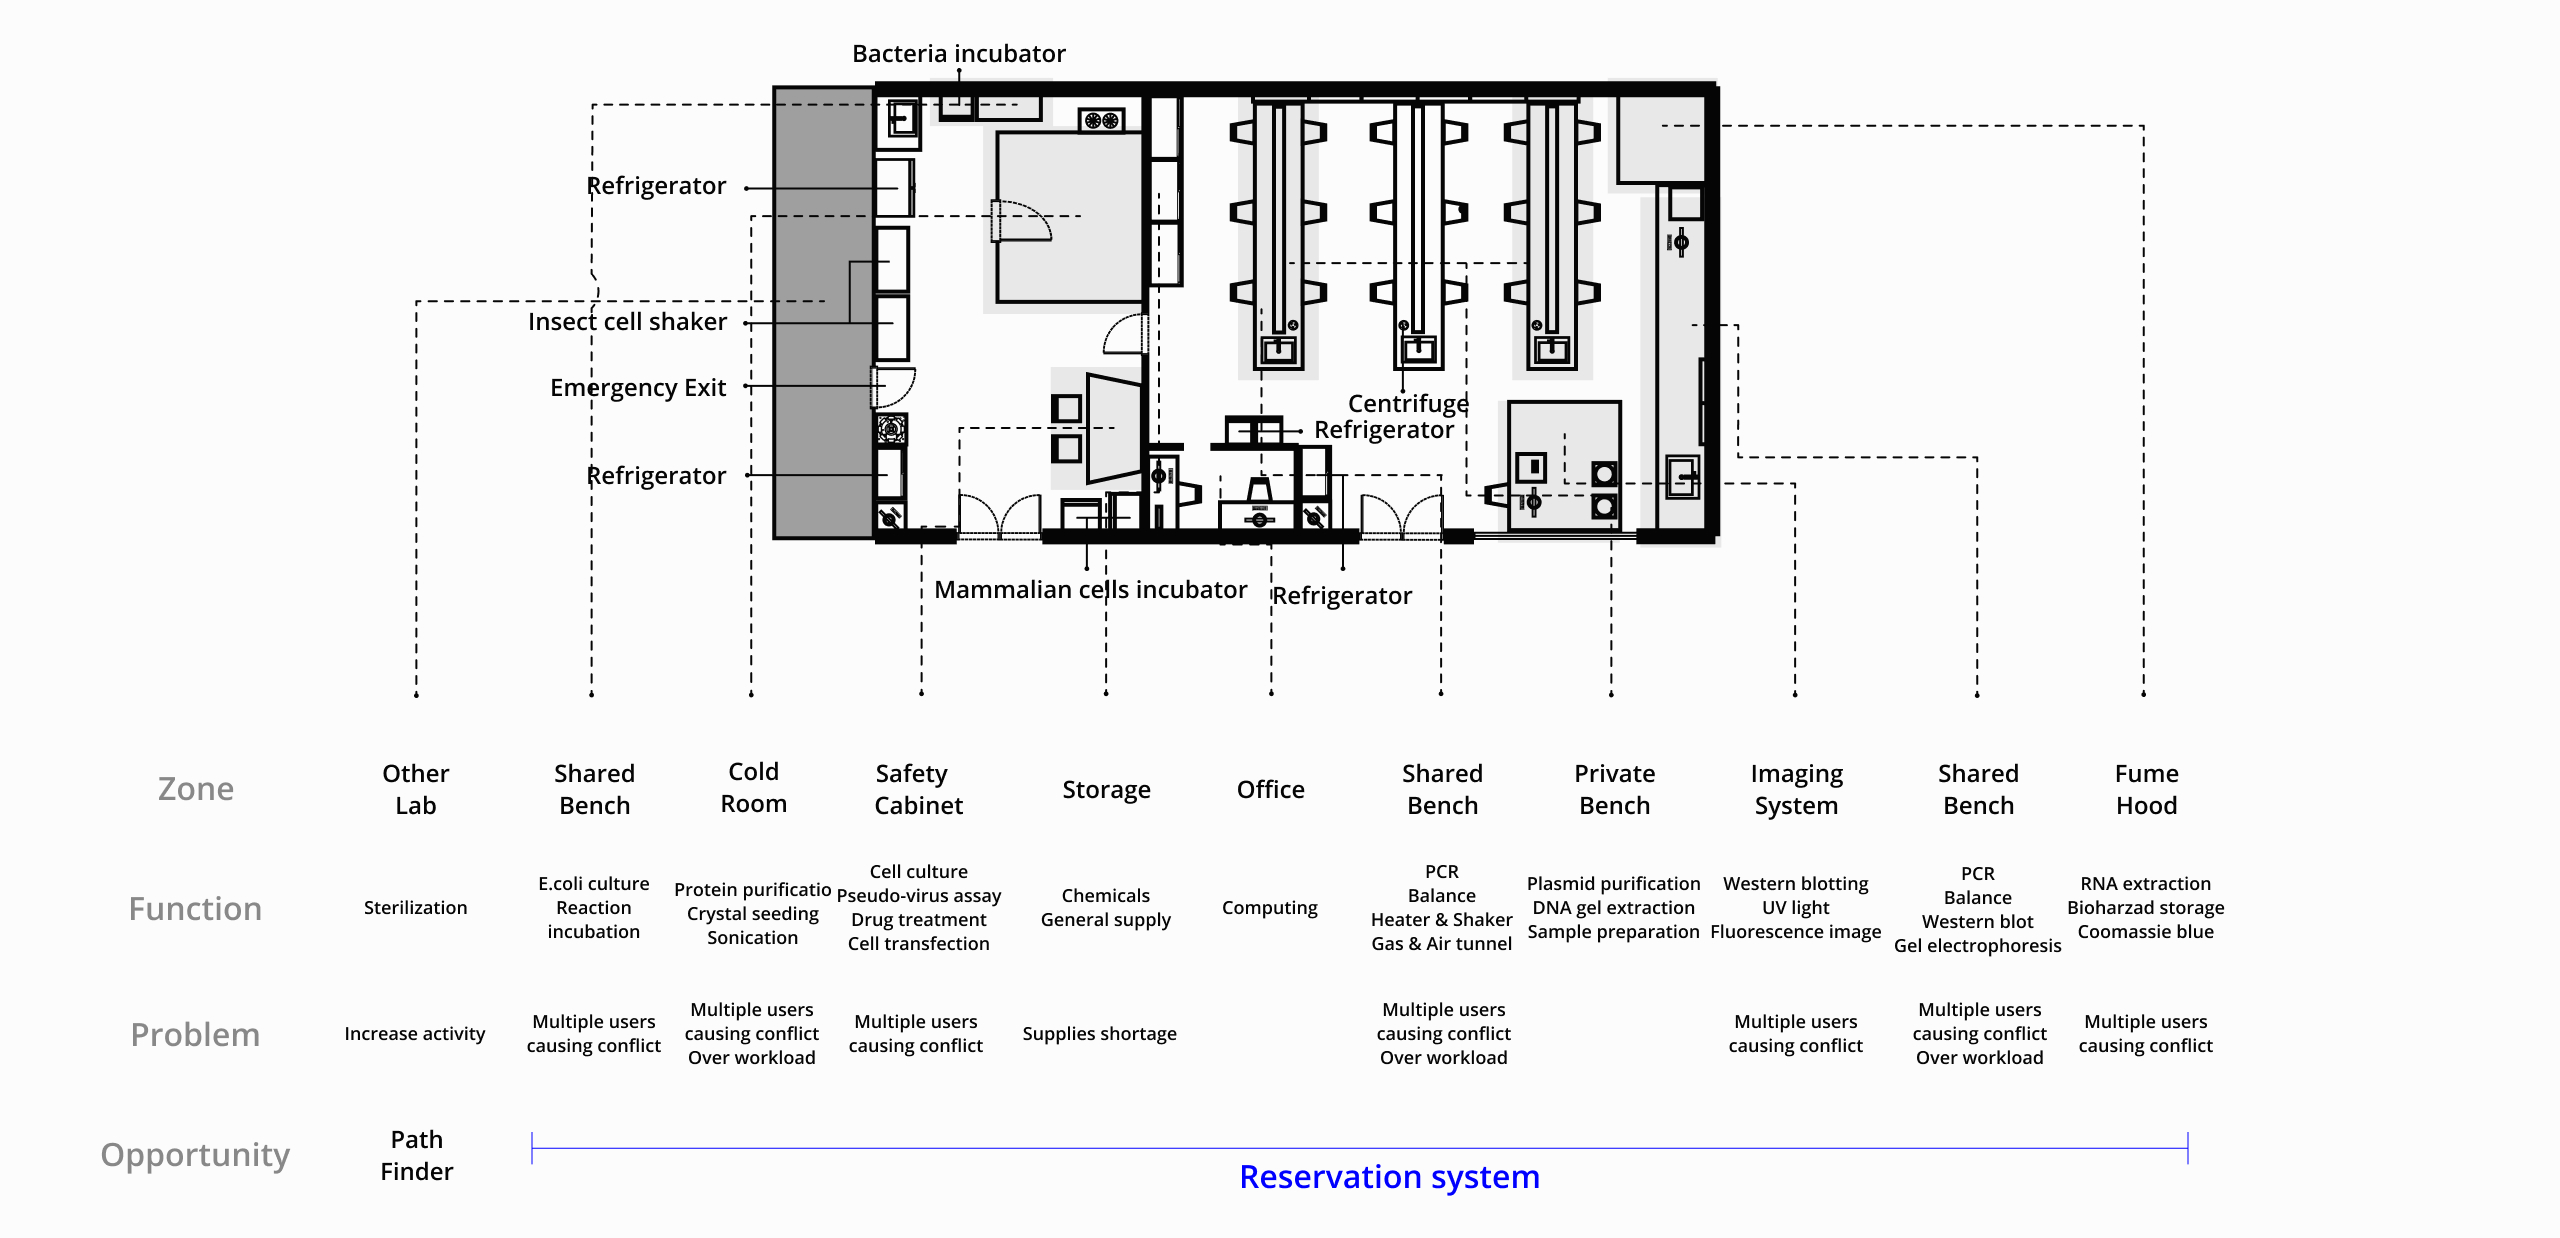 Bacteria incubator
Refrigerator
Insect cell shaker
Emergency Exit
Refrigerator
Centrifuge
Refrigerator
Mammalian cells incubator
Refrigerator
Zone
Other
Lab
Shared
Bench
Cold
Room
Safety
Cabinet
Storage
Office
Shared
Bench
Private
Bench
Imaging
System
Shared
Bench
Fume
Hood
Function
Sterilization
E.coli culture
Reaction
incubation
Protein purificatio
Crystal seeding
Sonication
Cell culture
Pseudo-virus assay
Drug treatment
Cell transfection
Chemicals
General supply
Computing
PCR
Balance
Heater & Shaker
Gas & Air tunnel
Plasmid purification
DNA gel extraction
Sample preparation
Western blotting
UV light
Fluorescence image
PCR
Balance
Western blot
Gel electrophoresis
RNA extraction
Bioharzad storage
Coomassie blue
Problem
Increase activity
Multiple users
causing conflict
Multiple users
causing conflict
Over workload
Multiple users
causing conflict
Supplies shortage
Multiple users
causing conflict
Over workload
Multiple users
causing conflict
Multiple users
causing conflict
Over workload
Multiple users
causing conflict
Opportunity
Path
Finder
Reservation system